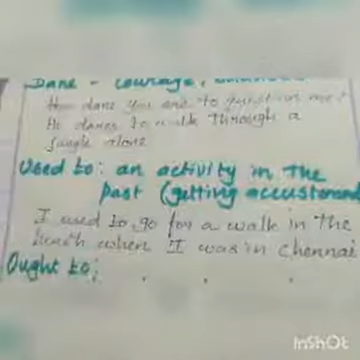 Dare - courage,
How dare you are to question me?
He dares to walk through a
jungle alone
Used to: an activity in the
past (getting accustomed
I used to go for a walk in the
beach when I was in Chennai
Ought to:
InShOt